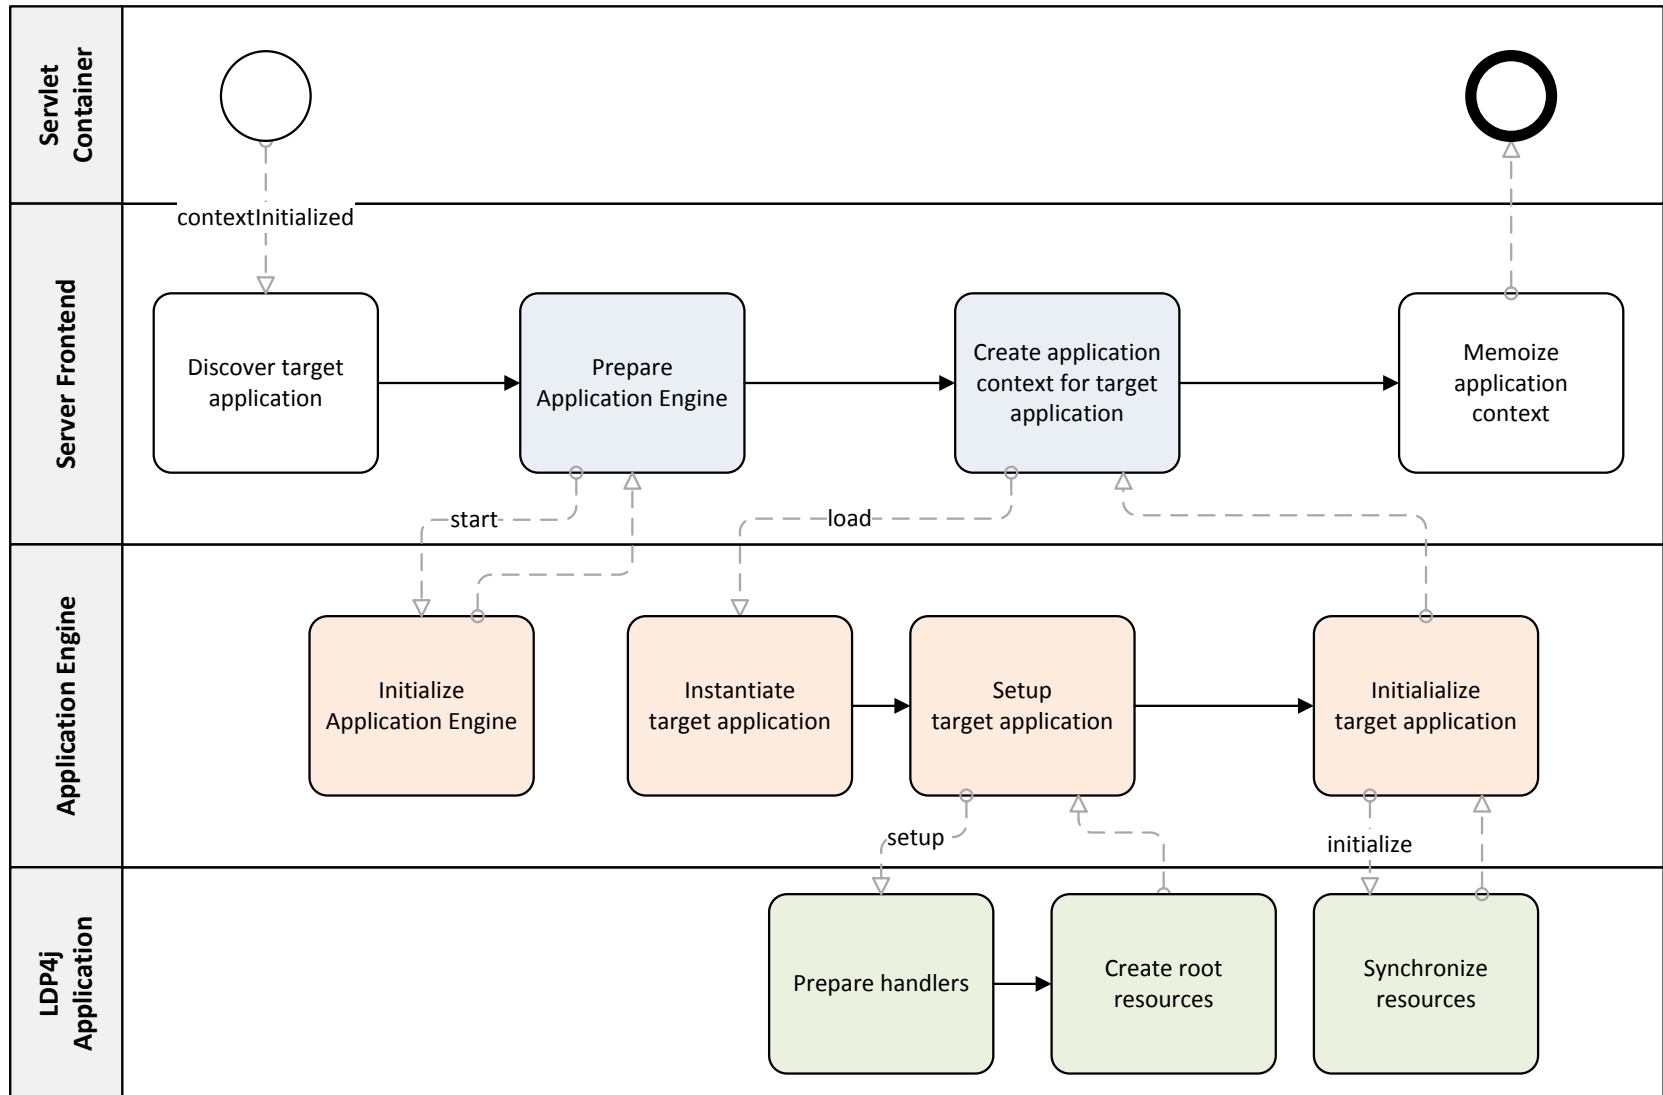 Servlet
Container
contextInitialized
Server Frontend
Discover target
application
Prepare
Application Engine
Create application
context for target
application
Memoize
application
context
start
load
Application Engine
Initialize
Application Engine
Instantiate
target application
Setup
target application
Initialialize
target application
setup
initialize
LDP4j
Application
Prepare handlers
Create root
resources
Synchronize
resources